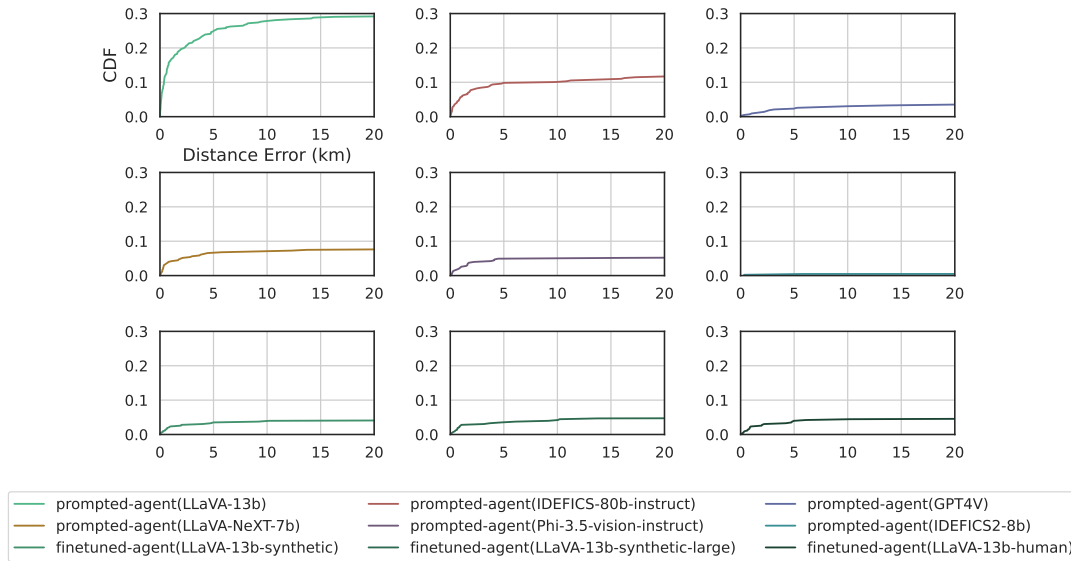 0.3
0.2
0.1
0.0
CDF
0 5 10 15 20
Distance Error (km)
0.3
0.2
0.1
0.0
0 5 10 15 20
0.3
0.2
0.1
0.0
0 5 10 15 20
0.3
0.2
0.1
0.0
0 5 10 15 20
0.3
0.2
0.1
0.0
0 5 10 15 20
0.3
0.2
0.1
0.0
0 5 10 15 20
0.3
0.2
0.1
0.0
0 5 10 15 20
0.3
0.2
0.1
0.0
0 5 10 15 20
0.3
0.2
0.1
0.0
0 5 10 15 20
prompted-agent(LLaVA-13b)
prompted-agent(LLaVA-NeXT-7b)
finetuned-agent(LLaVA-13b-synthetic)
prompted-agent(IDEFICS-80b-instruct)
prompted-agent(Phi-3.5-vision-instruct)
finetuned-agent(LLaVA-13b-synthetic-large)
prompted-agent(GPT4V)
prompted-agent(IDEFICS2-8b)
finetuned-agent(LLaVA-13b-human)